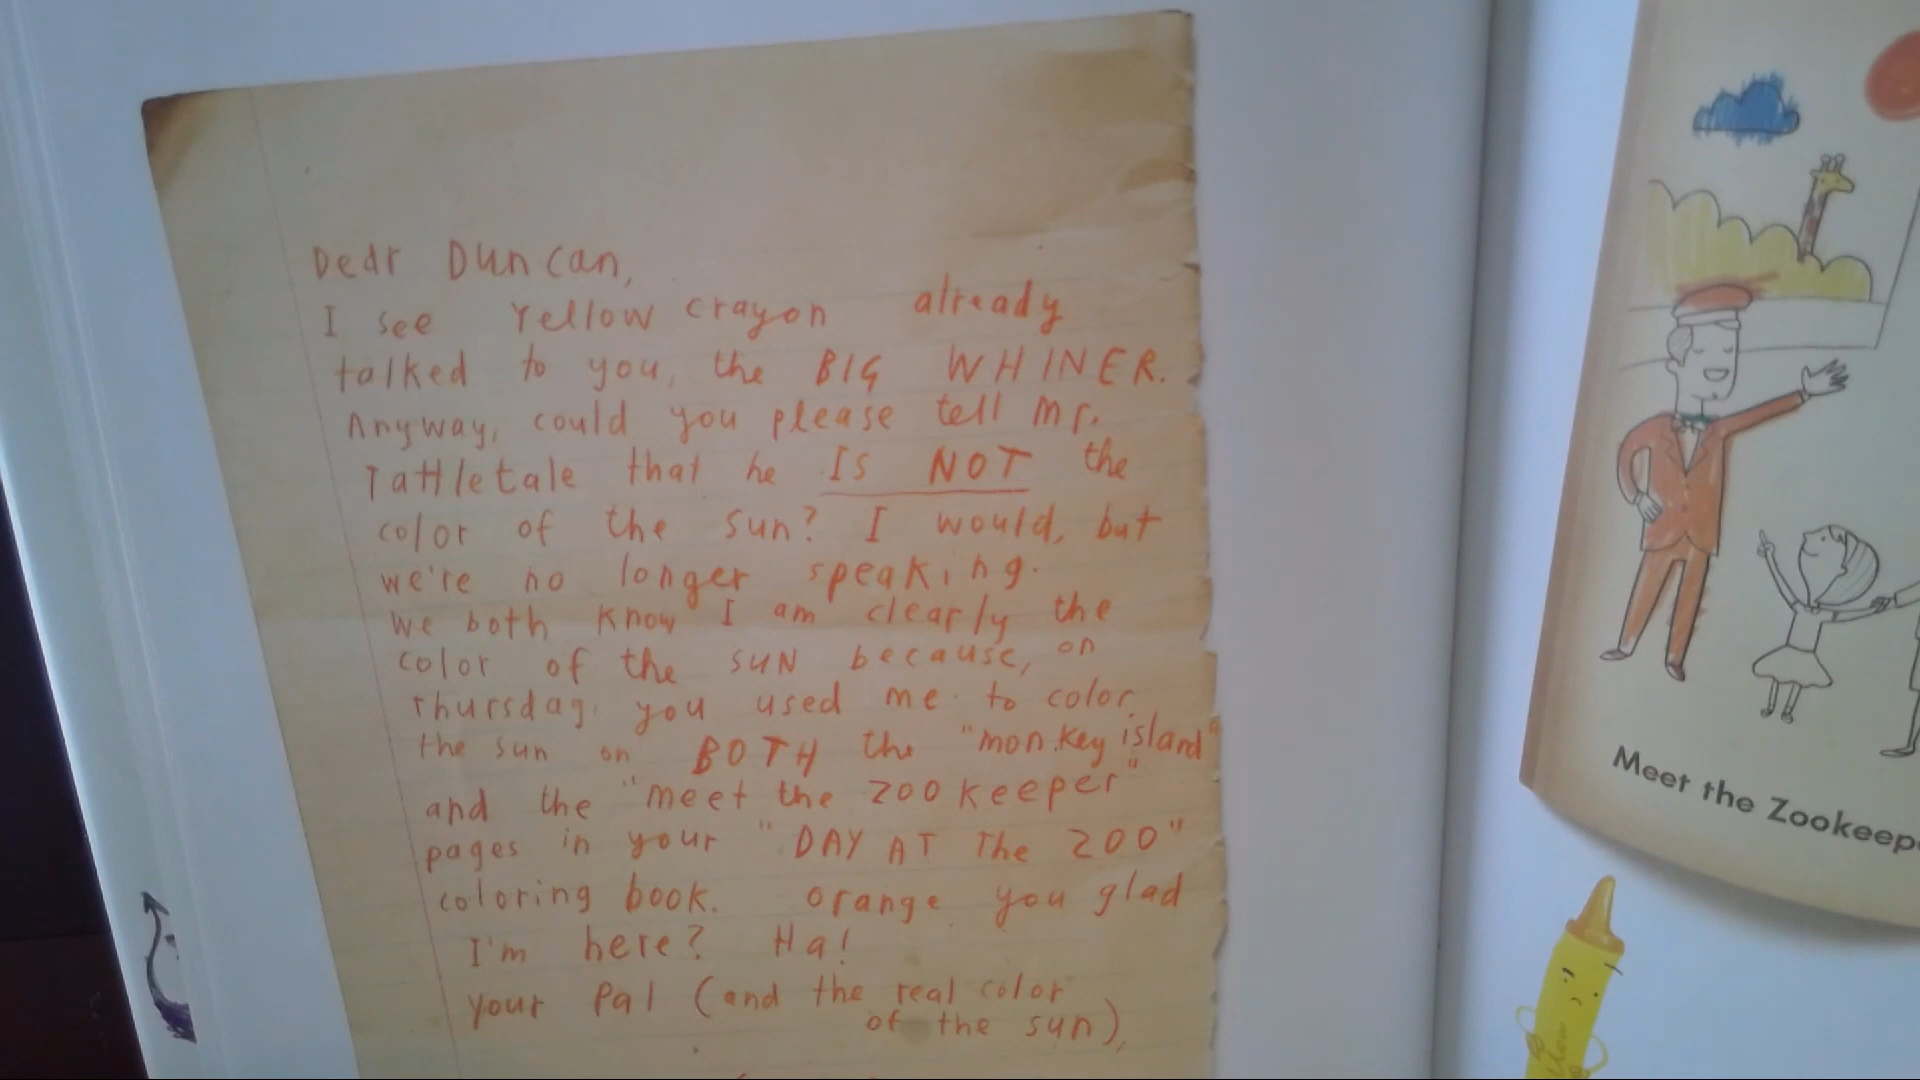 Dear Duncan,
I see Yellow crayon already
talked to you, the BIG WHINER.
Anyway, could you please tell Mr.
Tattletale that he IS NOT the
color of the sun? I would, but
we're no longer speaking.
We both know I am clearly the
color of the SUN because, on
Thursday, you used me to color
the sun on BOTH the "monkey island"
and the "meet the ZOO keeper"
pages in your "DAY AT The ZOO"
coloring book. Orange you glad
I'm here? Ha!
Your Pal (and the real color
of the sun),
Meet the Zookeep